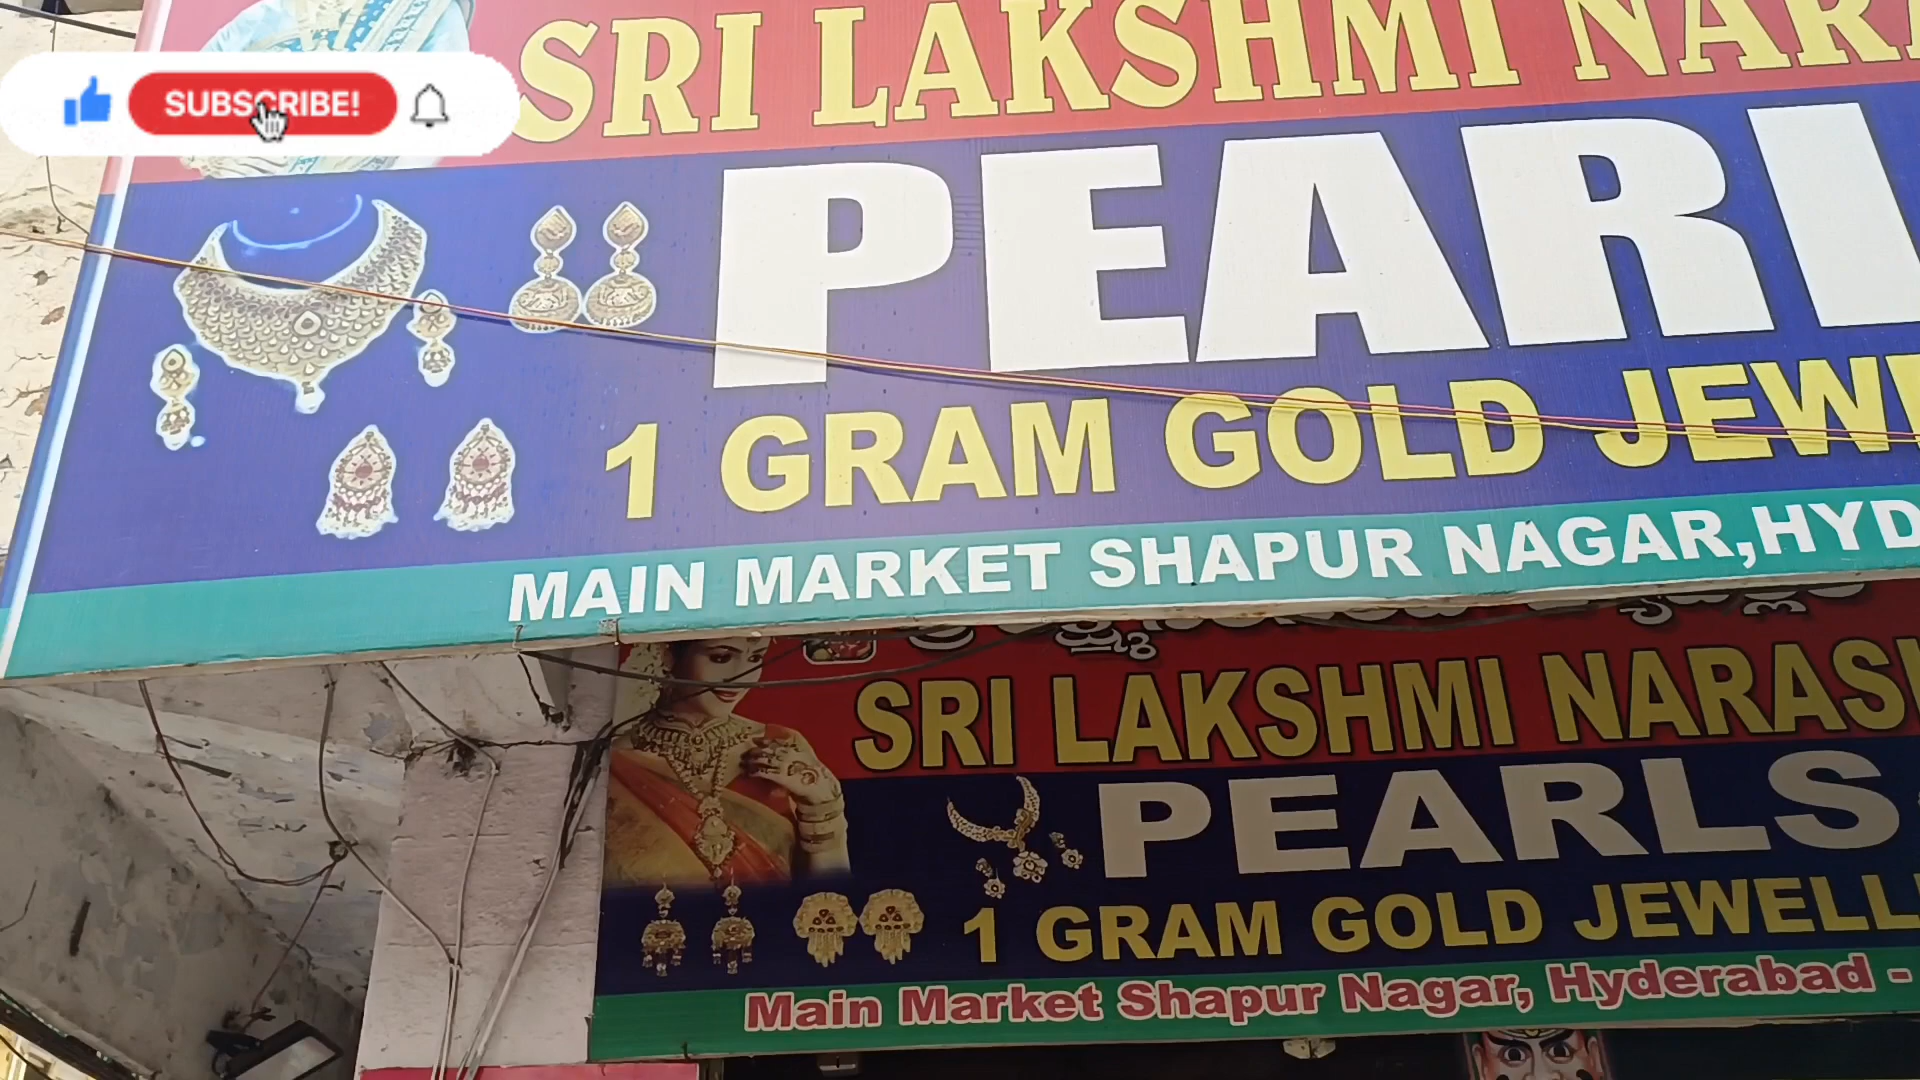 SUBSCRIBE!
SRI LAKSHMI NAR
PEARL
1 GRAM GOLD JEW
MAIN MARKET SHAPUR NAGAR,HYD
SRI LAKSHMI NARAS
PEARLS
1 GRAM GOLD JEWELL
Main Market Shapur Nagar, Hyderabad -